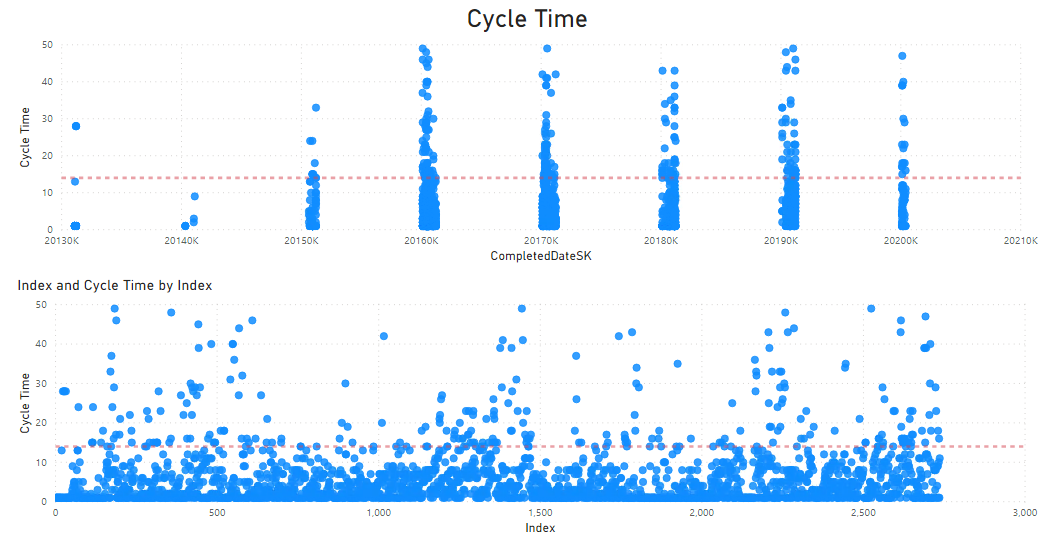 Cycle Time
50
40
30
20
10
0
Cycle Time
20130K 20140K 20150K 20160K 20170K 20180K 20190K 20200K 20210K
CompletedDateSK
Index and Cycle Time by Index
50
40
30
20
10
0
Cycle Time
0 500 1,000 1,500 2,000 2,500 3,000
Index